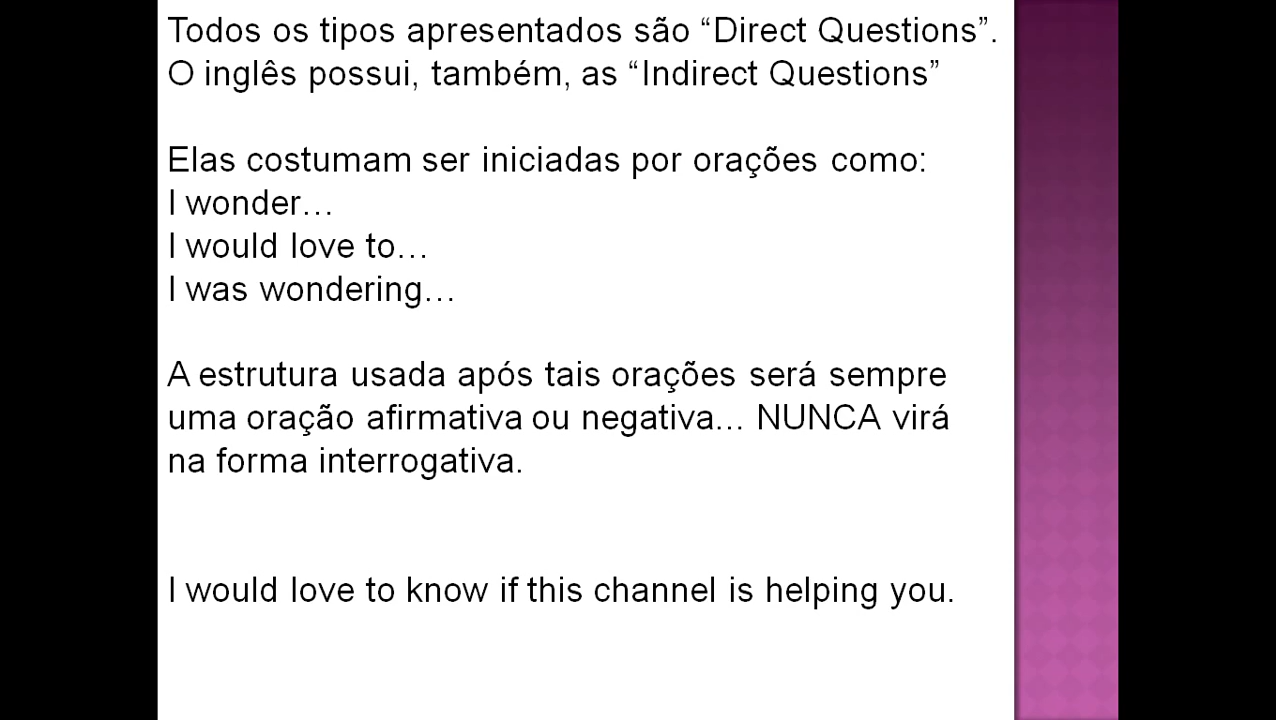 Todos os tipos apresentados são “Direct Questions”.
O inglês possui, também, as “Indirect Questions”
Elas costumam ser iniciadas por orações como:
I wonder…
I would love to…
I was wondering…
A estrutura usada após tais orações será sempre
uma oração afirmativa ou negativa... NUNCA virá
na forma interrogativa.
I would love to know if this channel is helping you.